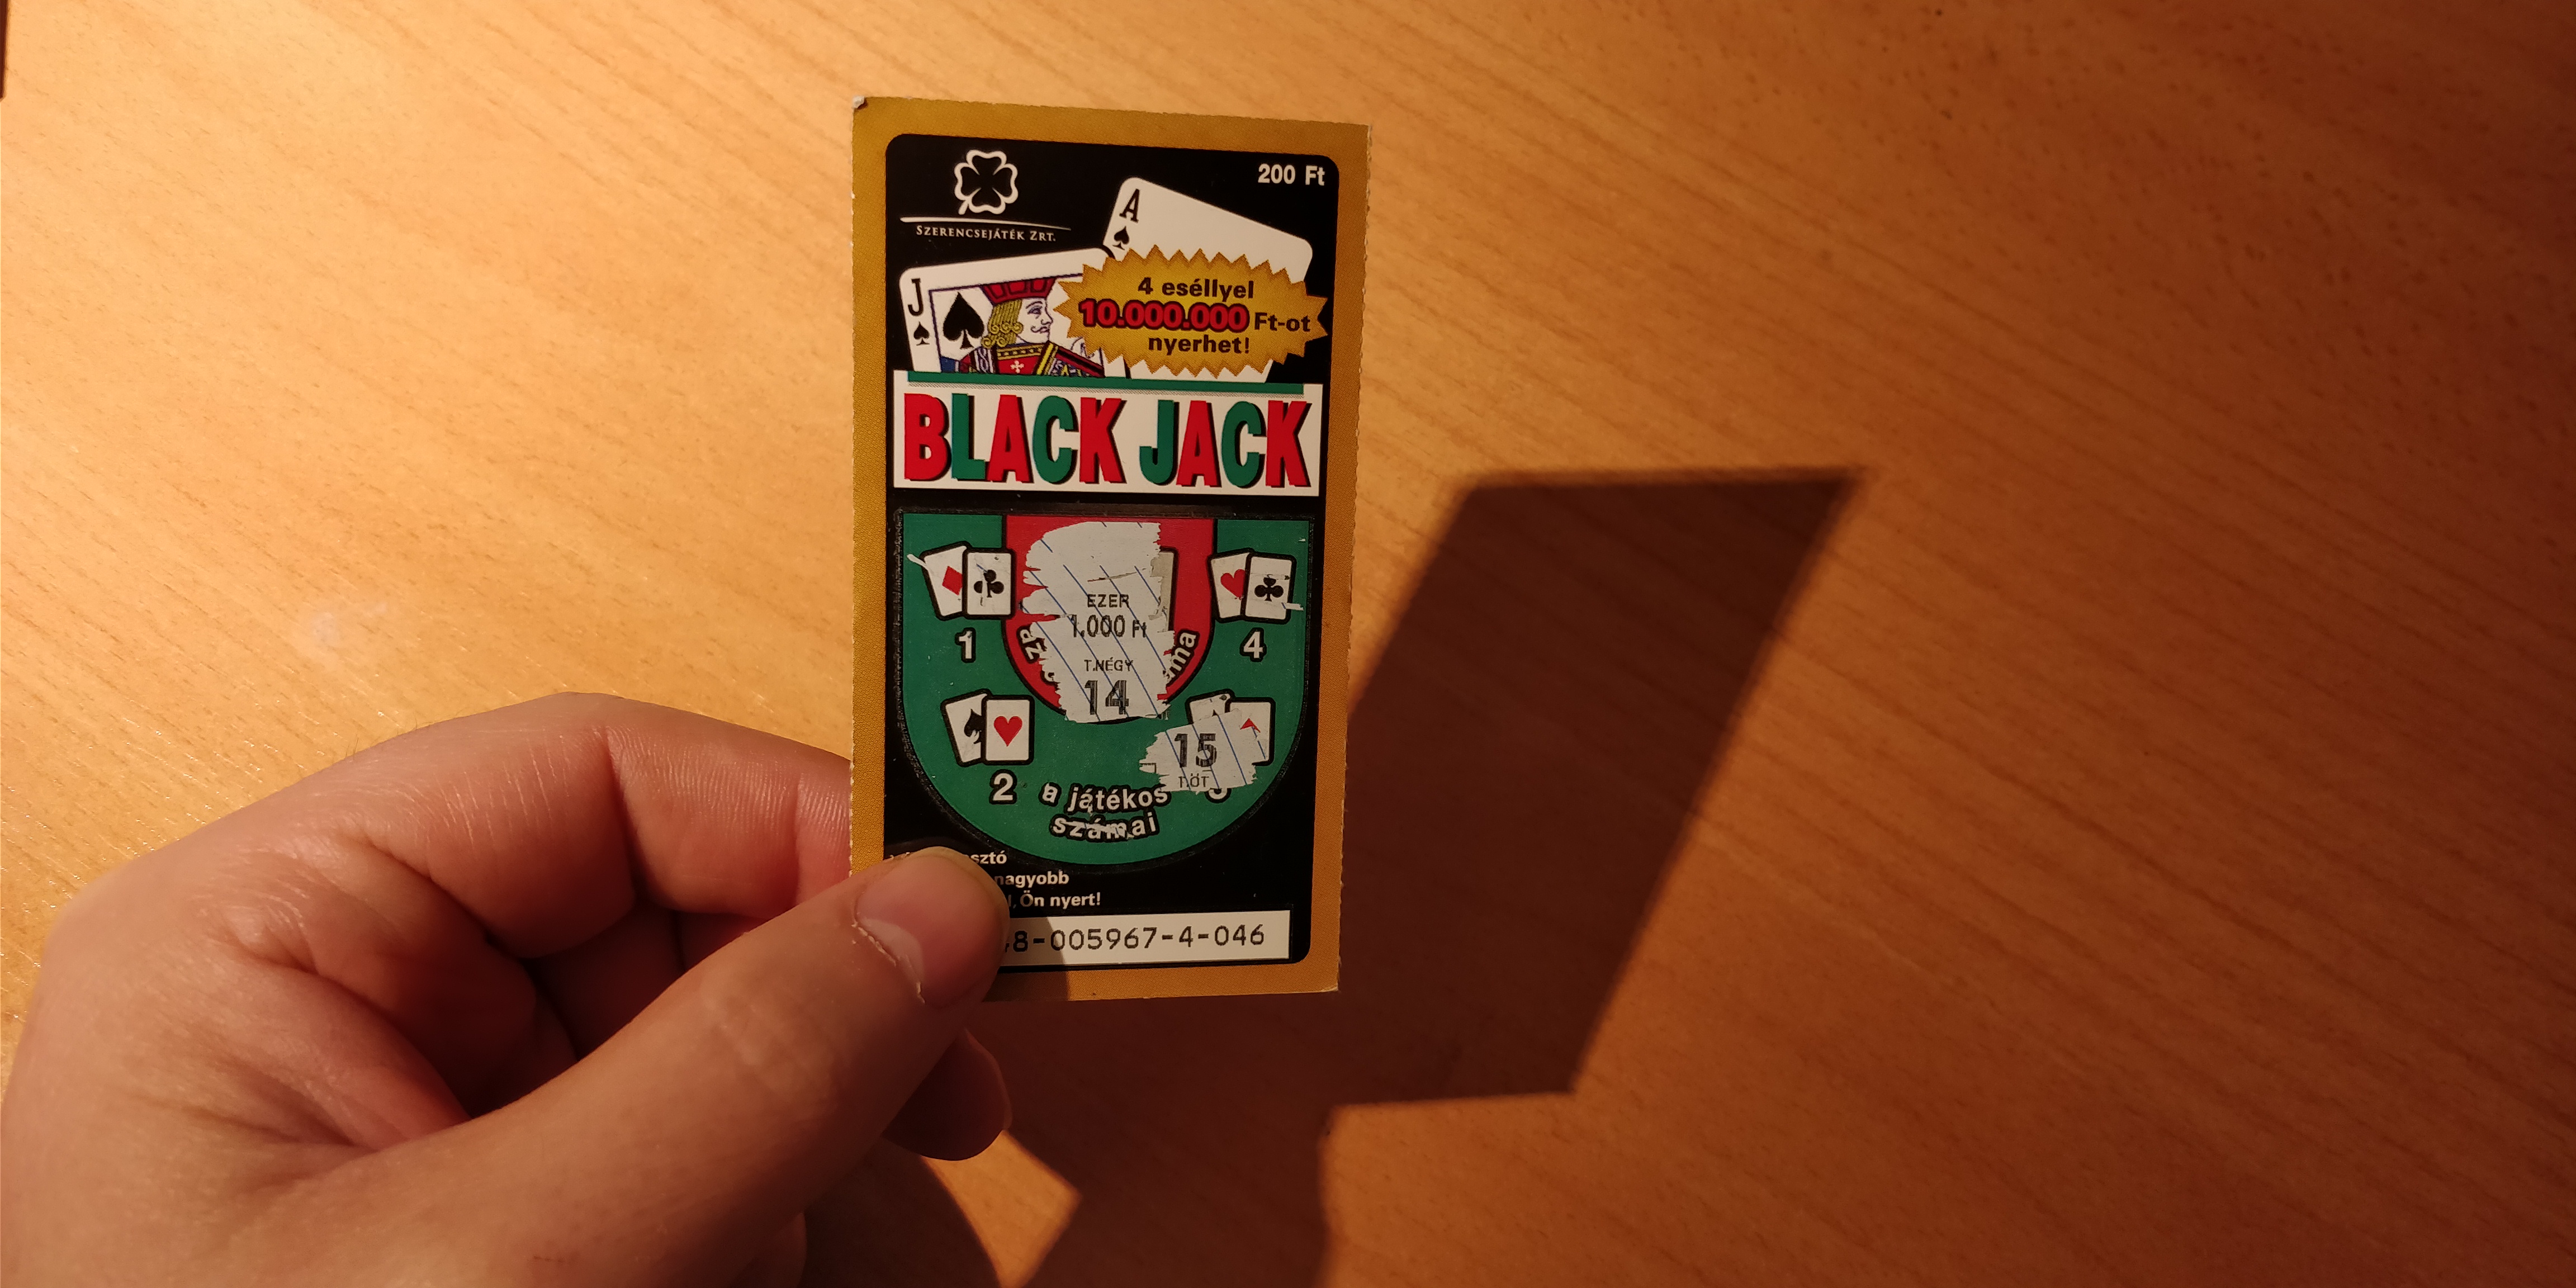 200 Ft
SZERENCSEJÁTÉK ZRT.
A
J
4 eséllyel
10.000.000 Ft-ot
nyerhet!
BLACK JACK
EZER
1.000 Ft
T.NÉGY
14
1
4
15
T.ÖT
2
a játékos
számai
nagyobb
Ön nyert!
8-005967-4-046